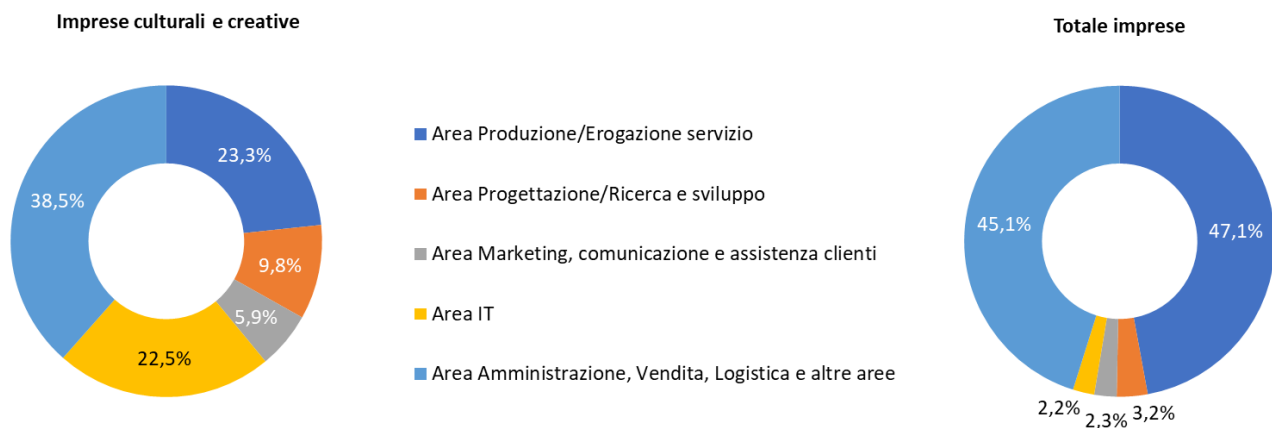 Imprese culturali e creative
23,3%
9,8%
5,9%
22,5%
38,5%
Area Produzione/Erogazione servizio
Area Progettazione/Ricerca e sviluppo
Area Marketing, comunicazione e assistenza clienti
Area IT
Area Amministrazione, Vendita, Logistica e altre aree
Totale imprese
47,1%
3,2%
2,3%
2,2%
45,1%